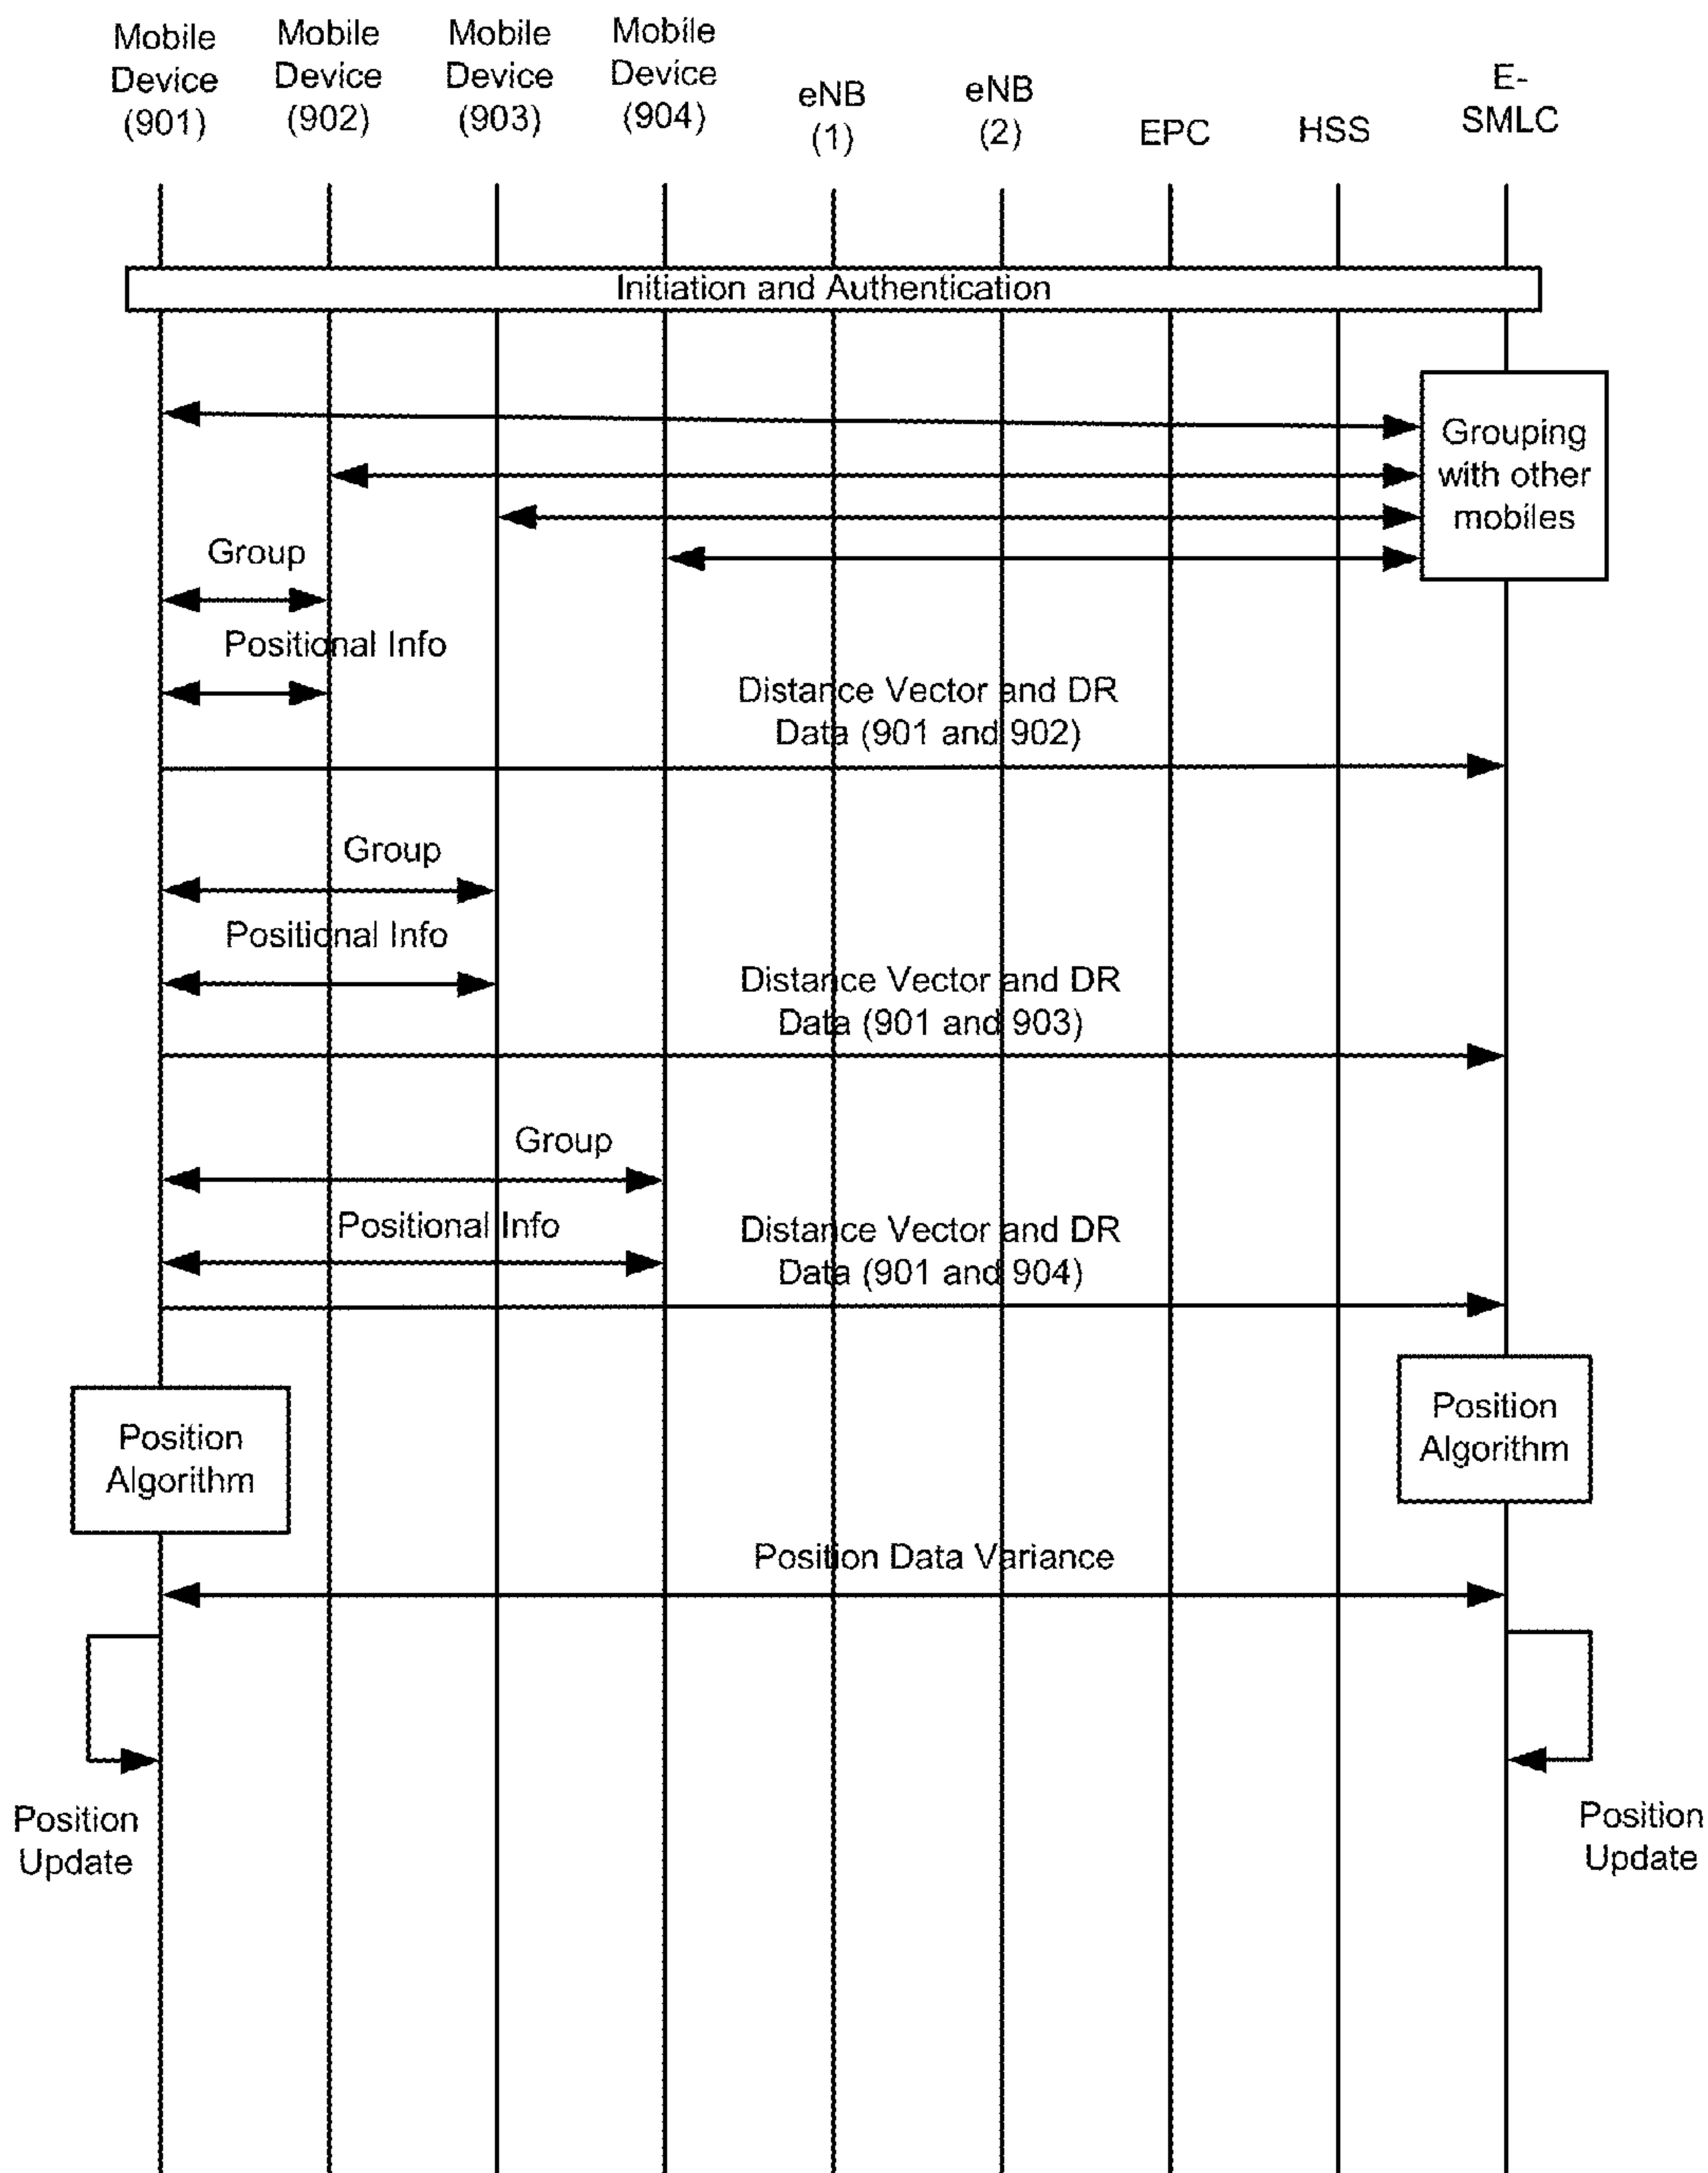 Mobile
Device
(901)
Mobile
Device
(902)
Mobile
Device
(903)
Mobile
Device
(904)
eNB
(1)
eNB
(2)
EPC
HSS
E-
SMLC
Initiation and Authentication
Grouping
with other
mobiles
Group
Positional Info
Distance Vector and DR
Data (901 and 902)
Group
Positional Info
Distance Vector and DR
Data (901 and 903)
Group
Positional Info
Distance Vector and DR
Data (901 and 904)
Position
Algorithm
Position
Algorithm
Position Data Variance
Position
Update
Position
Update